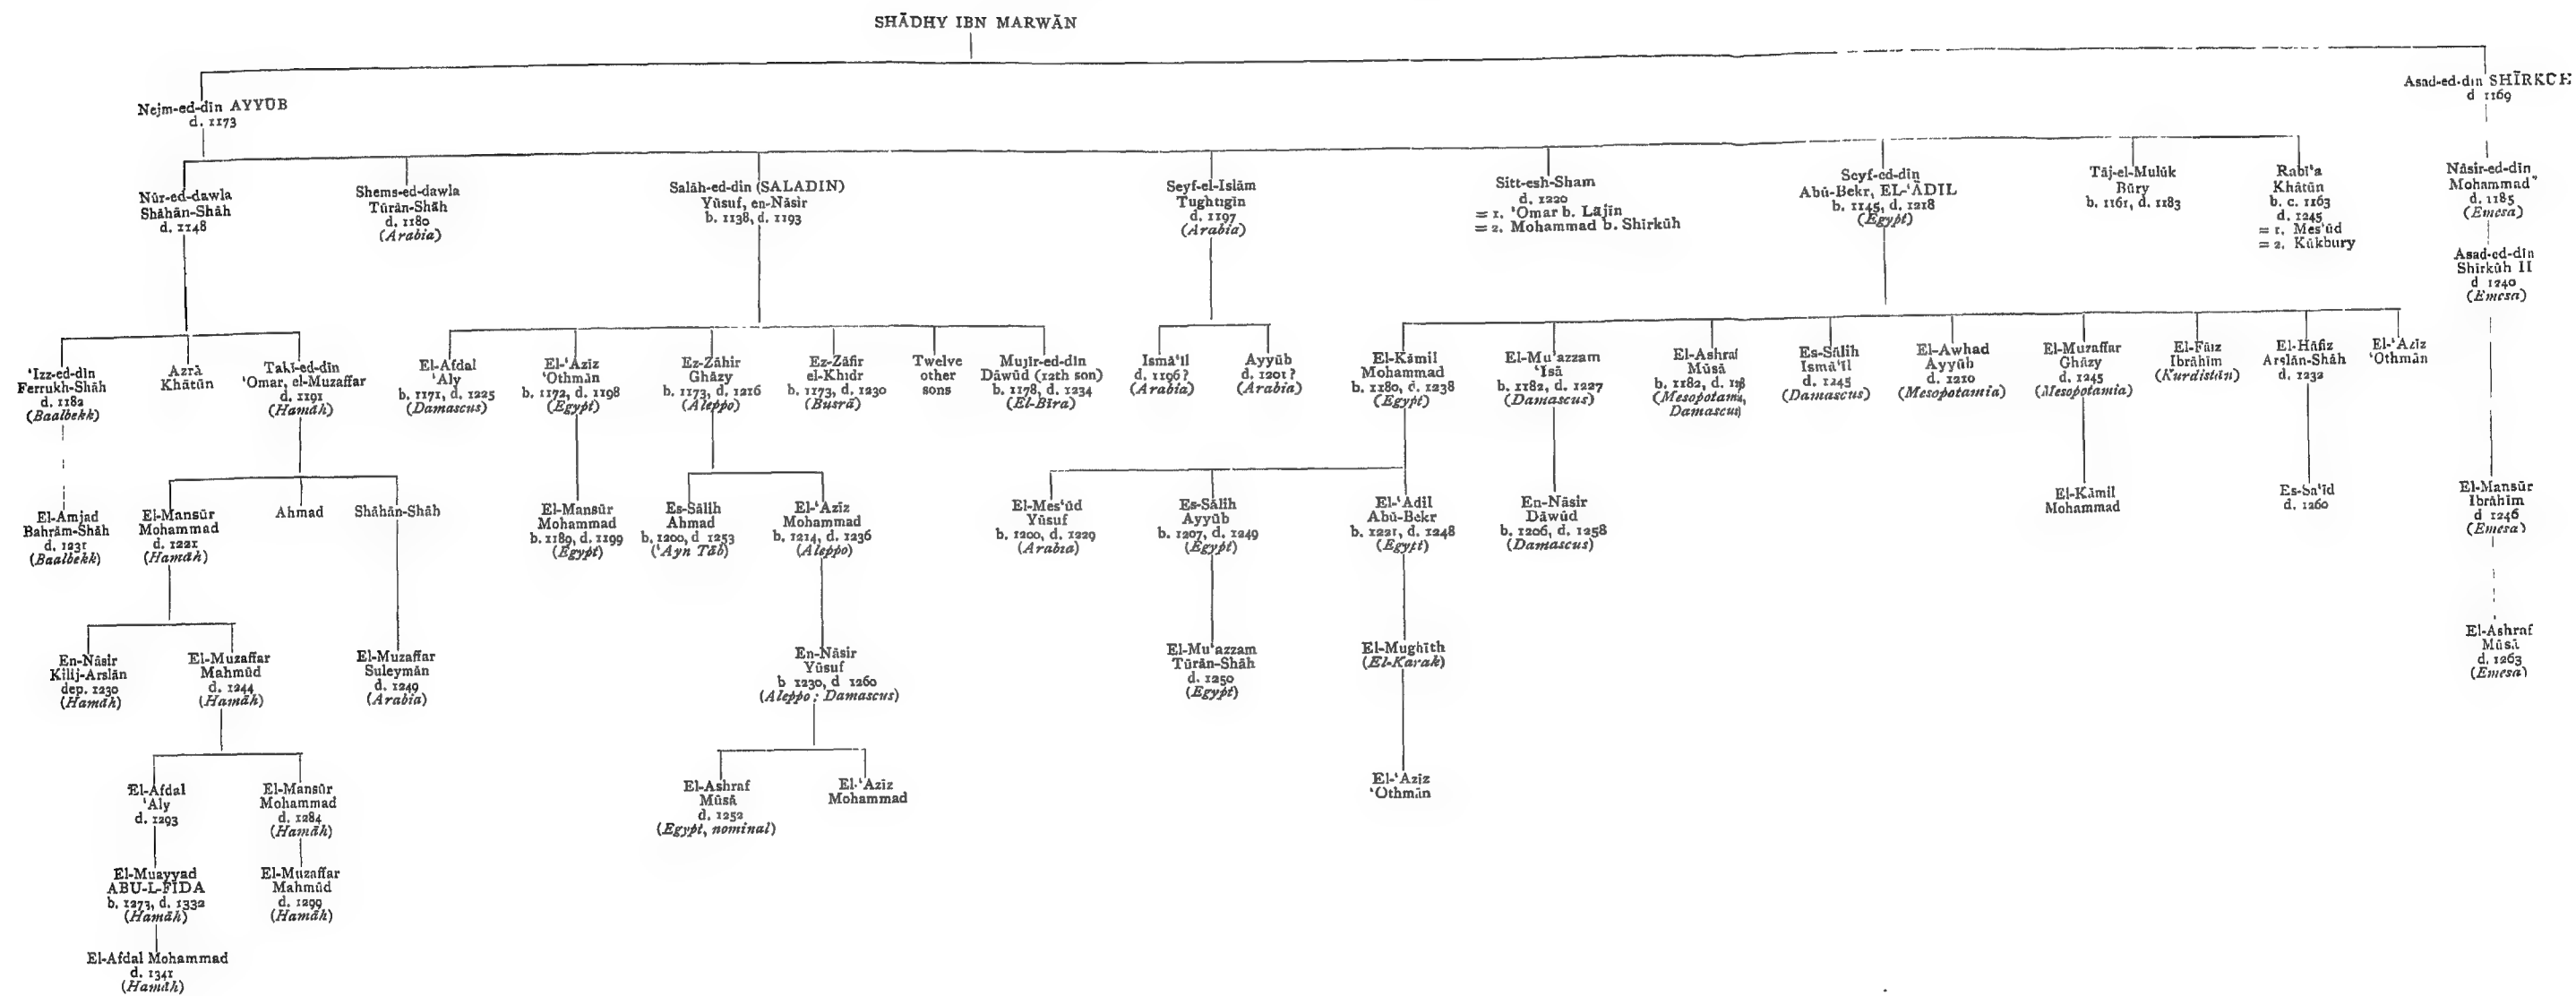 SHĀDHY IBN MARWĀN
Nejm-ed-dīn AYYŪB
d. 1173
Asad-ed-dīn SHĪRKŪH
d 1169
Nūr-ed-dawla
Shāhān-Shāh
d. 1148
Shems-ed-dawla
Tūrān-Shāh
d. 1180
(Arabia)
Salāh-ed-dīn (SALADIN)
Yūsuf, en-Nāsir
b. 1138, d. 1193
Seyf-el-Islām
Tughtigīn
d. 1197
(Arabia)
Sitt-esh-Sham
d. 1220
= 1. ‘Omar b. Lājīn
= 2. Mohammad b. Shīrkūh
Seyf-ed-dīn
Abū-Bekr, EL-‘ĀDIL
b. 1145, d. 1218
(Egypt)
Tāj-el-Mulūk
Būry
b. 1161, d. 1183
Rabī‘a
Khātūn
b. c. 1163
d. 1245
= 1. Mes‘ūd
= 2. Kūkbury
Nāsir-ed-dīn
Mohammad
d. 1185
(Emesa)
Asad-ed-dīn
Shīrkūh II
d 1240
(Emesa)
‘Izz-ed-dīn
Ferrukh-Shāh
d. 1182
(Baalbekk)
Azrā
Khātūn
Takī-ed-dīn
‘Omar, el-Muzaffar
d. 1191
(Hamāh)
El-Afdal
‘Aly
b. 1171, d. 1225
(Damascus)
El-‘Azīz
‘Othmān
b. 1172, d. 1198
(Egypt)
Ez-Zāhir
Ghāzy
b. 1173, d. 1216
(Aleppo)
Ez-Zāfir
el-Khidr
b. 1173, d. 1230
(Busrā)
Twelve
other
sons
Mujīr-ed-dīn
Dāwūd (12th son)
b. 1178, d. 1234
(El-Bīra)
Ismā‘īl
d. 1196?
(Arabia)
Ayyūb
d. 1201?
(Arabia)
El-Kāmil
Mohammad
b. 1180, d. 1238
(Egypt)
El-Mu‘azzam
‘Īsā
b. 1182, d. 1227
(Damascus)
El-Ashraf
Mūsā
b. 1182, d.
(Mesopotamia,
Damascus)
Es-Sālih
Ismā‘īl
d. 1245
(Damascus)
El-Awhad
Ayyūb
d. 1210
(Mesopotamia)
El-Muzaffar
Ghāzy
d. 1245
(Mesopotamia)
El-Fāiz
Ibrāhīm
(Kurdistān)
El-Hāfiz
Arslān-Shāh
d. 1232
El-‘Azīz
‘Othmān
El-Amjad
Bahrām-Shāh
d. 1231
(Baalbekk)
El-Mansūr
Mohammad
d. 1221
(Hamāh)
Ahmad
Shāhān-Shāh
El-Mansūr
Mohammad
b. 1189, d. 1199
(Egypt)
Es-Sālih
Ahmad
b. 1200, d 1253
(‘Ayn Tāb)
El-‘Azīz
Mohammad
b. 1214, d. 1236
(Aleppo)
El-Mes‘ūd
Yūsuf
b. 1200, d. 1229
(Arabia)
Es-Sālih
Ayyūb
b. 1207, d. 1249
(Egypt)
El-‘Adil
Abū-Bekr
b. 1221, d. 1248
(Egypt)
En-Nāsir
Dāwūd
b. 1206, d. 1258
(Damascus)
El-Kāmil
Mohammad
Es-Sa‘īd
d. 1260
El-Mansūr
Ibrāhīm
d 1246
(Emesa)
En-Nāsir
Kilij-Arslān
dep. 1230
(Hamāh)
El-Muzaffar
Mahmūd
d. 1244
(Hamāh)
El-Muzaffar
Suleymān
d. 1249
(Arabia)
En-Nāsir
Yūsuf
b 1230, d 1260
(Aleppo; Damascus)
El-Mu‘azzam
Tūrān-Shāh
d. 1250
(Egypt)
El-Mughīth
(El-Karak)
El-Ashraf
Mūsā
d. 1263
(Emesa)
El-Afdal
‘Aly
d. 1293
El-Mansūr
Mohammad
d. 1284
(Hamāh)
El-Ashraf
Mūsā
d. 1252
(Egypt, nominal)
El-‘Azīz
Mohammad
El-‘Azīz
‘Othmān
El-Muayyad
ABU-L-FIDA
b. 1273, d. 1332
(Hamāh)
El-Muzaffar
Mahmūd
d. 1299
(Hamāh)
El-Afdal Mohammad
d. 1341
(Hamāh)